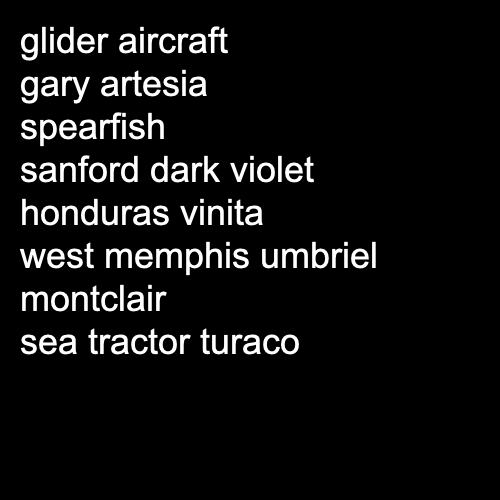 glider aircraft
gary artesia
spearfish
sanford dark violet
honduras vinita
west memphis umbriel
montclair
sea tractor turaco